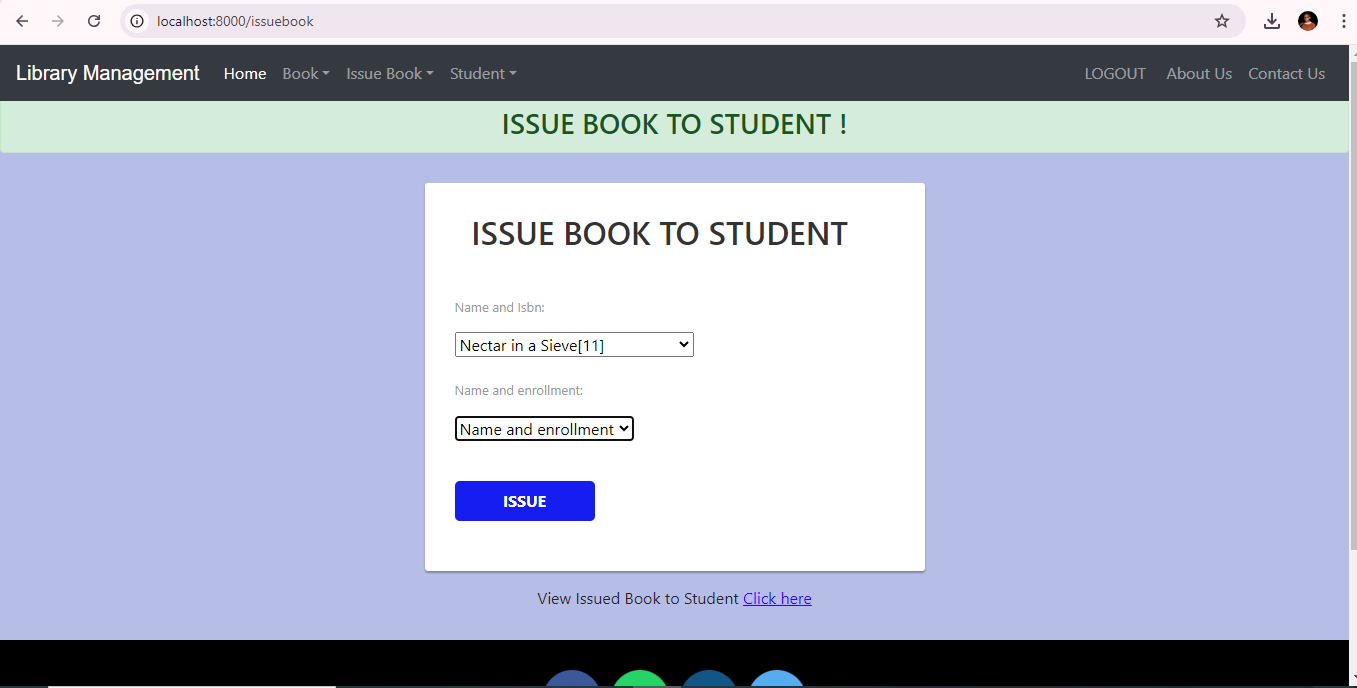 localhost:8000/issuebook
Library Management Home Book Issue Book Student LOGOUT About Us Contact Us
ISSUE BOOK TO STUDENT !
ISSUE BOOK TO STUDENT
Name and Isbn:
Nectar in a Sieve[11]
Name and enrollment:
Name and enrollment
ISSUE
View Issued Book to Student Click here